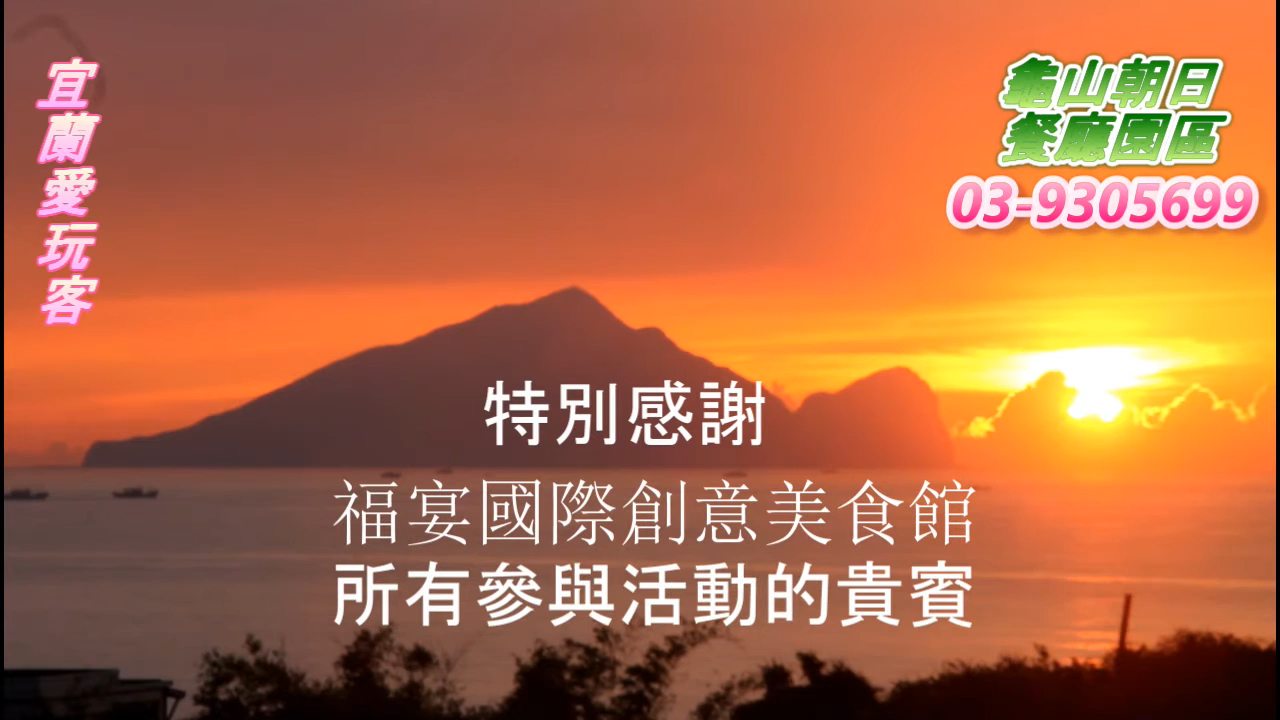 宜蘭愛玩客
龜山朝日
餐廳園區
03-9305699
特別感謝
福宴國際創意美食館
所有參與活動的貴賓